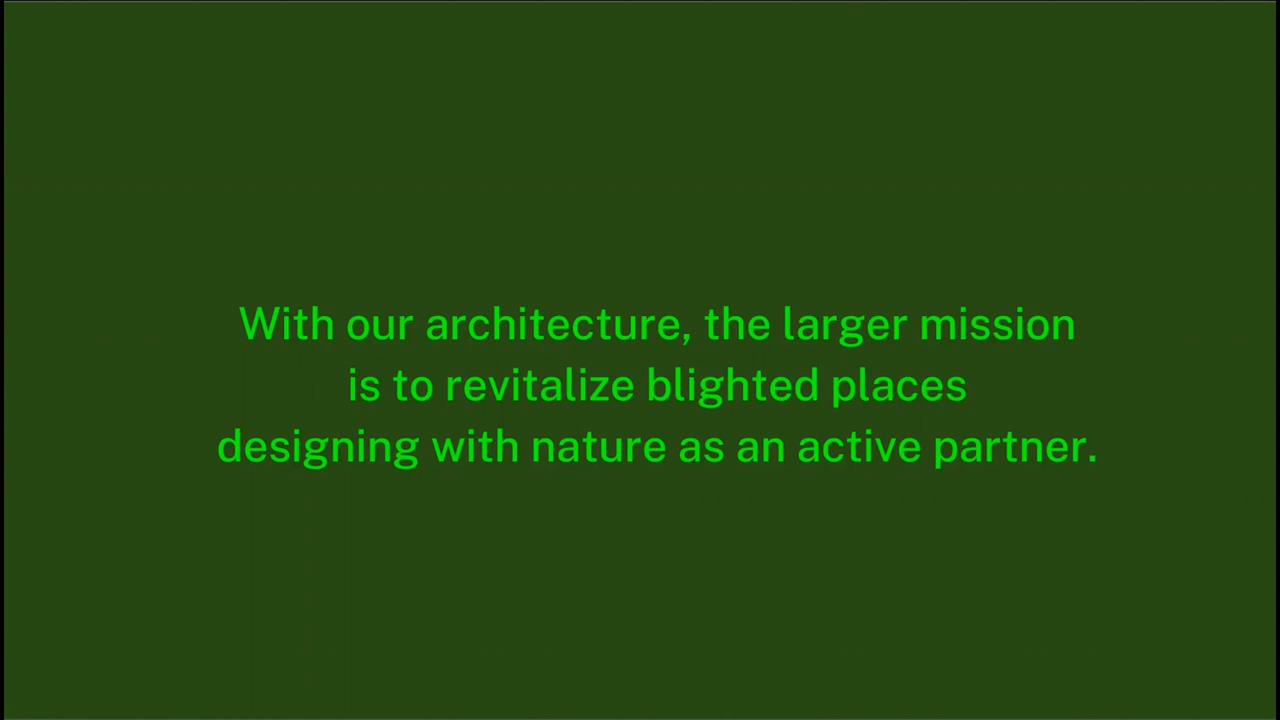 With our architecture, the larger mission
is to revitalize blighted places
designing with nature as an active partner.